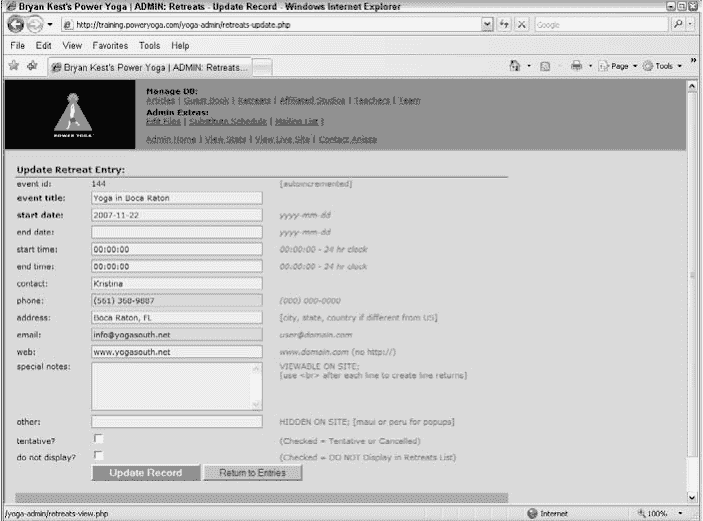 Bryan Kest's Power Yoga | ADMIN: Retreats - Update Record - Windows Internet Explorer
http://training.poweryoga.com/yoga-admin/retreats-update.php
Google
File Edit View Favorites Tools Help
Bryan Kest's Power Yoga | ADMIN: Retreats...
Page Tools
Manage DB:
Articles | Guest Book | Retreats | Affiliated Studios | Teachers | Team
Admin Extras:
Edit Files | Substitute Schedule | Mailing List |
Admin Home | View Stats | View Live Site | Contact Anissa
POWER YOGA
Update Retreat Entry:
event id: 144 [autoincremented]
event title: Yoga in Boca Raton
start date: 2007-11-22 yyyy-mm-dd
end date: yyyy-mm-dd
start time: 00:00:00 00:00:00 - 24 hr clock
end time: 00:00:00 00:00:00 - 24 hr clock
contact: Kristina
phone: (561) 368-9887 (000) 000-0000
address: Boca Raton, FL [city, state, country if different from US]
email: info@yogasouth.net user@domain.com
web: www.yogasouth.net www.domain.com (no http://)
special notes: VIEWABLE ON SITE;
[use <br> after each line to create line returns]
other: HIDDEN ON SITE; [maui or peru for popups]
tentative? (Checked = Tentative or Cancelled)
do not display? (Checked = DO NOT Display in Retreats List)
Update Record Return to Entries
/yoga-admin/retreats-view.php Internet 100%